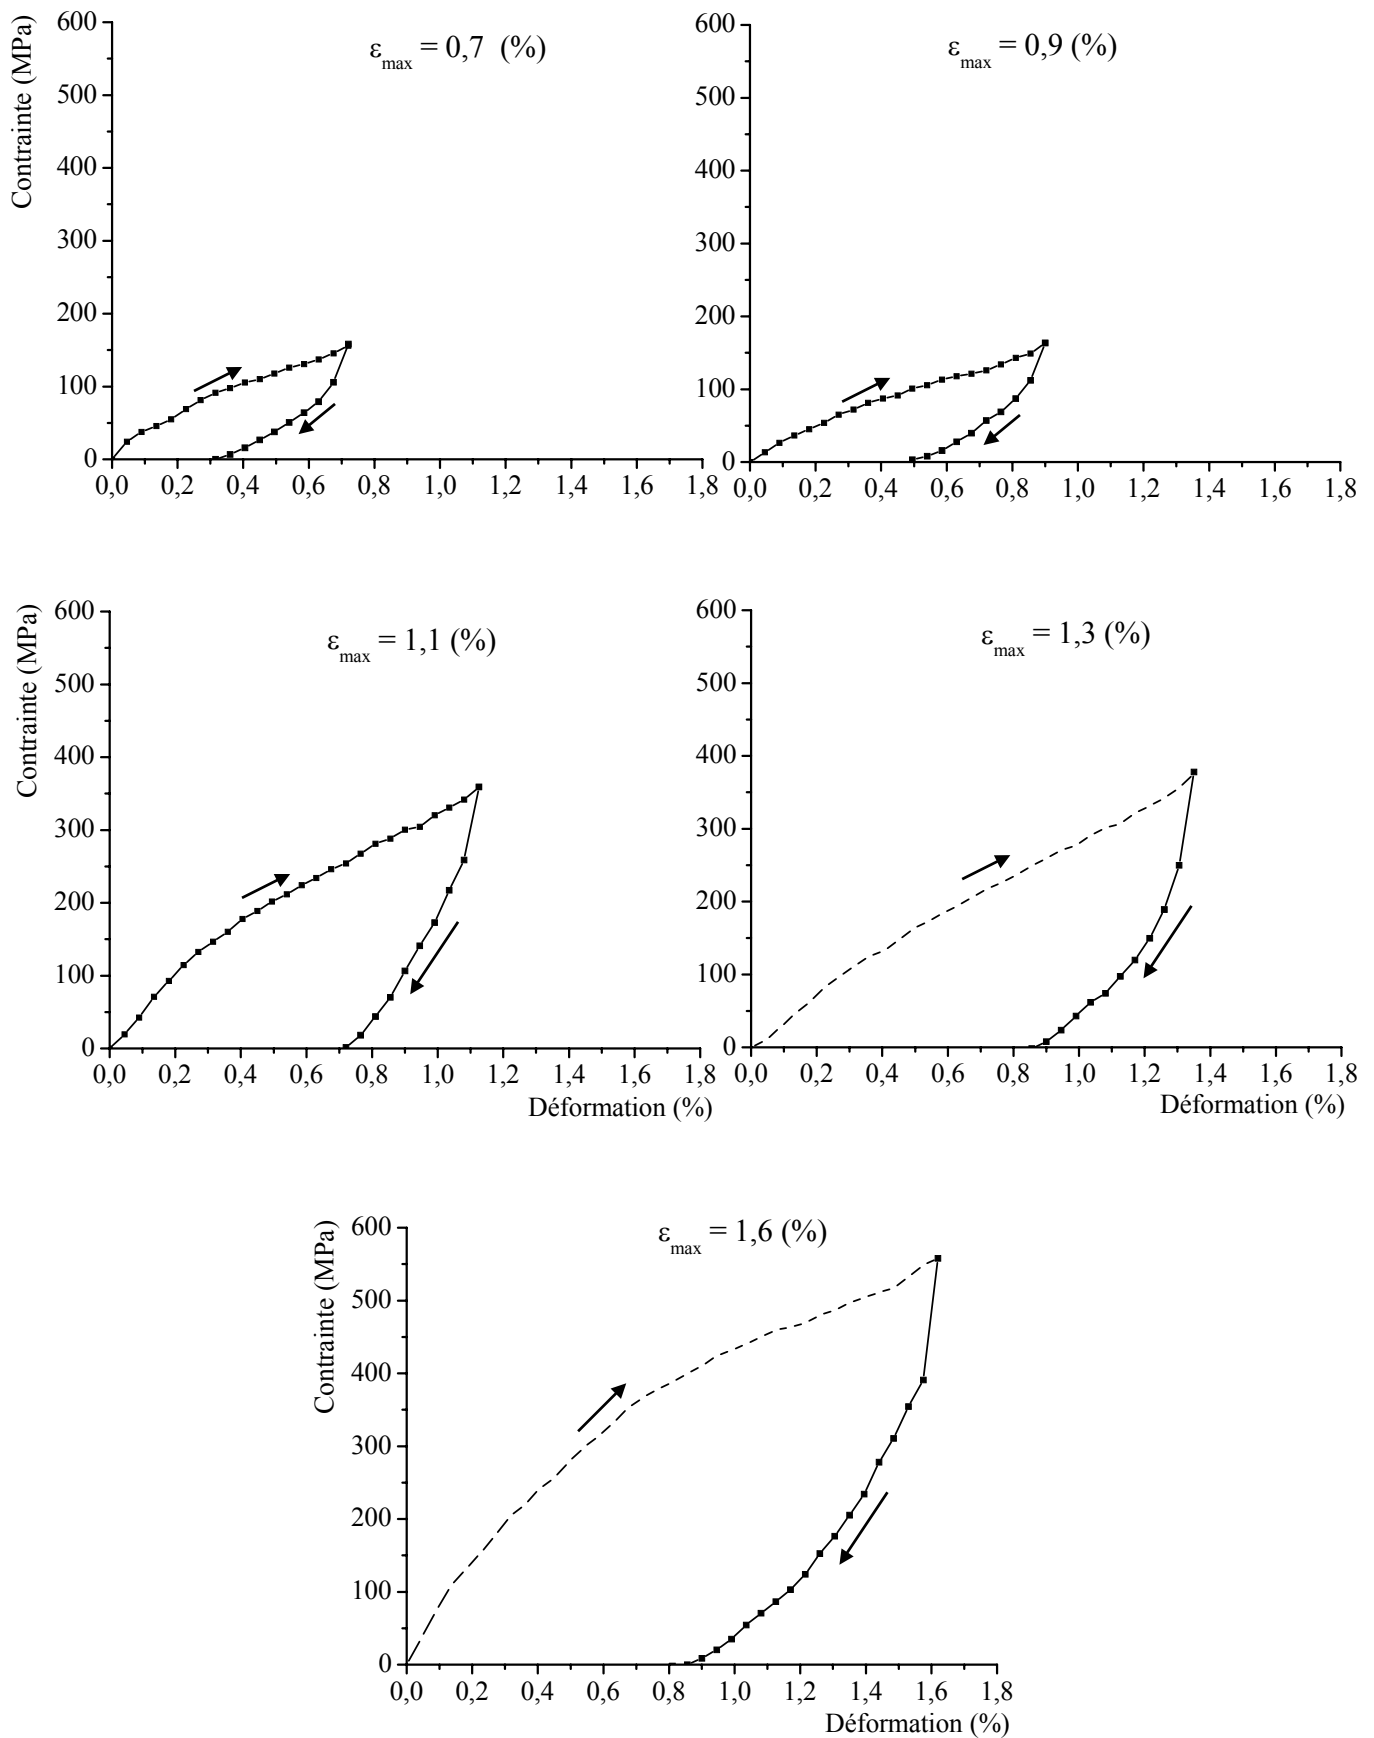 εmax = 0,7 (%)
Contrainte (MPa)
600
500
400
300
200
100
0
0,0 0,2 0,4 0,6 0,8 1,0 1,2 1,4 1,6 1,8
εmax = 0,9 (%)
600
500
400
300
200
100
0
0,0 0,2 0,4 0,6 0,8 1,0 1,2 1,4 1,6 1,8
εmax = 1,1 (%)
Contrainte (MPa)
600
500
400
300
200
100
0
0,0 0,2 0,4 0,6 0,8 1,0 1,2 1,4 1,6 1,8
Déformation (%)
εmax = 1,3 (%)
600
500
400
300
200
100
0
0,0 0,2 0,4 0,6 0,8 1,0 1,2 1,4 1,6 1,8
Déformation (%)
εmax = 1,6 (%)
Contrainte (MPa)
600
500
400
300
200
100
0
0,0 0,2 0,4 0,6 0,8 1,0 1,2 1,4 1,6 1,8
Déformation (%)